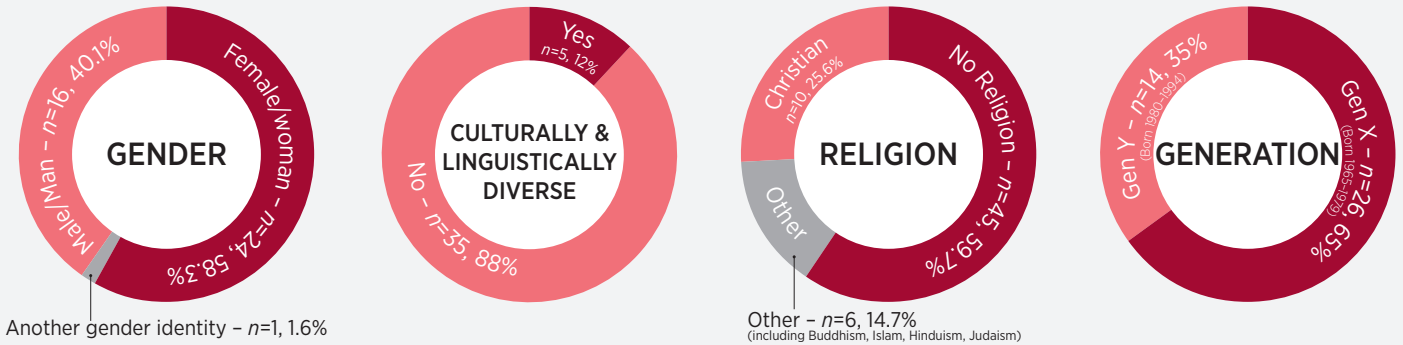 GENDER
Female/woman – n=24, 58.3%
Male/Man – n=16, 40.1%
Another gender identity – n=1, 1.6%
CULTURALLY &
LINGUISTICALLY
DIVERSE
Yes
n=5, 12%
No – n=35, 88%
RELIGION
No Religion – n=45, 59.7%
Christian
n=10, 25.6%
Other
Other – n=6, 14.7%
(including Buddhism, Islam, Hinduism, Judaism)
GENERATION
Gen X – n=26, 65%
(Born 1965–1979)
Gen Y – n=14, 35%
(Born 1980–1994)